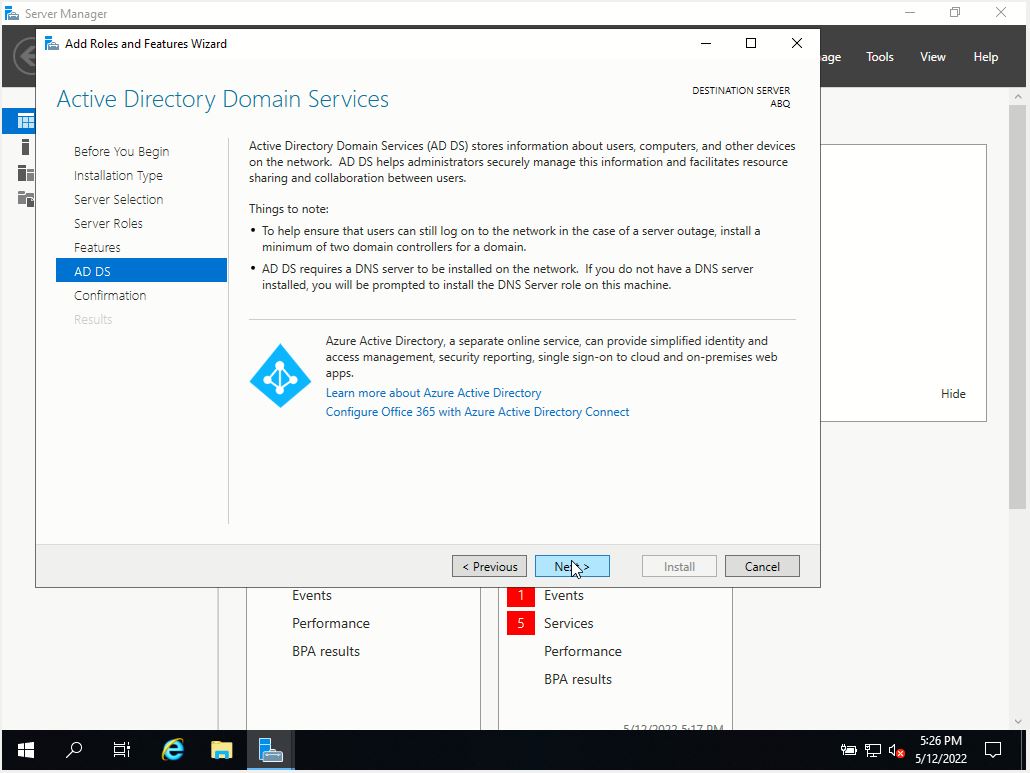 Server Manager
Add Roles and Features Wizard
age Tools View Help
Active Directory Domain Services
DESTINATION SERVER
ABQ
Before You Begin
Installation Type
Server Selection
Server Roles
Features
AD DS
Confirmation
Results
Active Directory Domain Services (AD DS) stores information about users, computers, and other devices
on the network. AD DS helps administrators securely manage this information and facilitates resource
sharing and collaboration between users.
Things to note:
• To help ensure that users can still log on to the network in the case of a server outage, install a
minimum of two domain controllers for a domain.
• AD DS requires a DNS server to be installed on the network. If you do not have a DNS server
installed, you will be prompted to install the DNS Server role on this machine.
Azure Active Directory, a separate online service, can provide simplified identity and
access management, security reporting, single sign-on to cloud and on-premises web
apps.
Learn more about Azure Active Directory
Configure Office 365 with Azure Active Directory Connect
Hide
< Previous Next > Install Cancel
Events
Performance
BPA results
1 Events
5 Services
Performance
BPA results
5/12/2022 5:17 PM
5:26 PM
5/12/2022